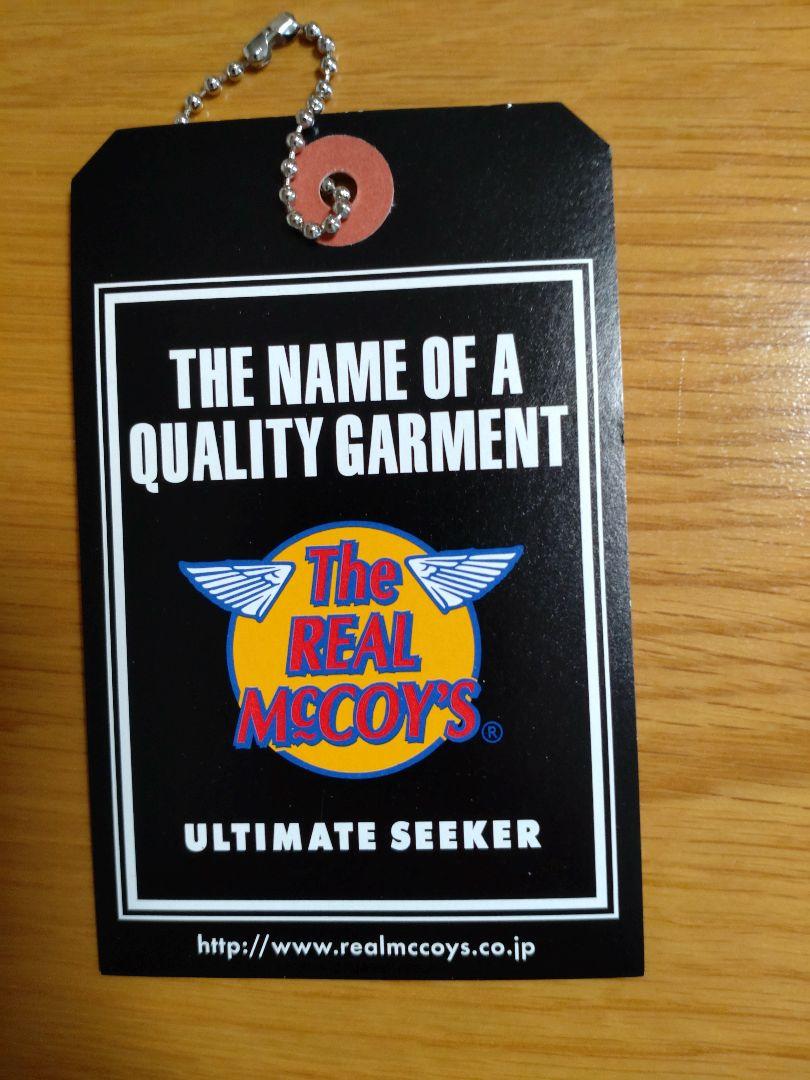 THE NAME OF A
QUALITY GARMENT
The
REAL
McCOY'S®
ULTIMATE SEEKER
http://www.realmccoys.co.jp